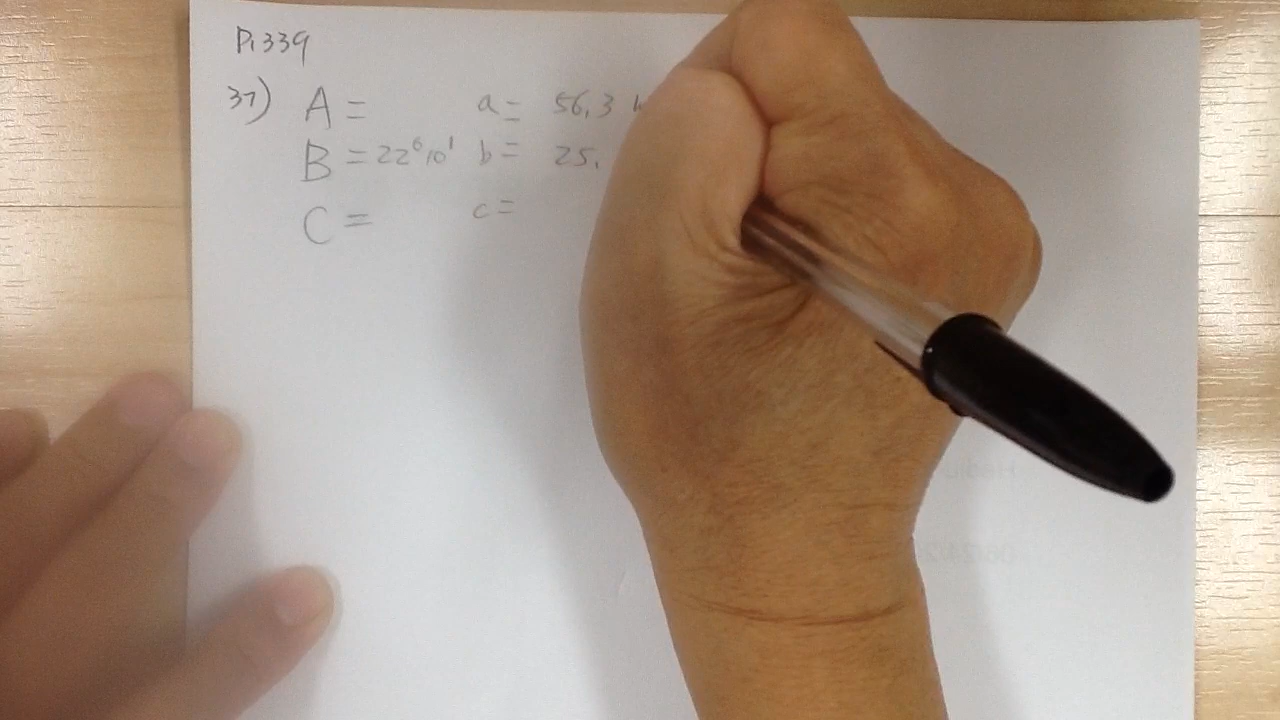 P.339
37) A = a = 56.3
B = 22°10' b = 25.
C = c =